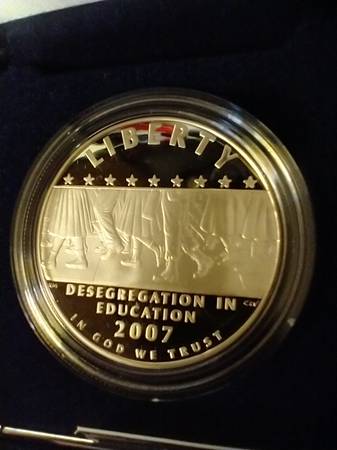 LIBERTY
DESEGREGATION IN
EDUCATION
2007
IN GOD WE TRUST